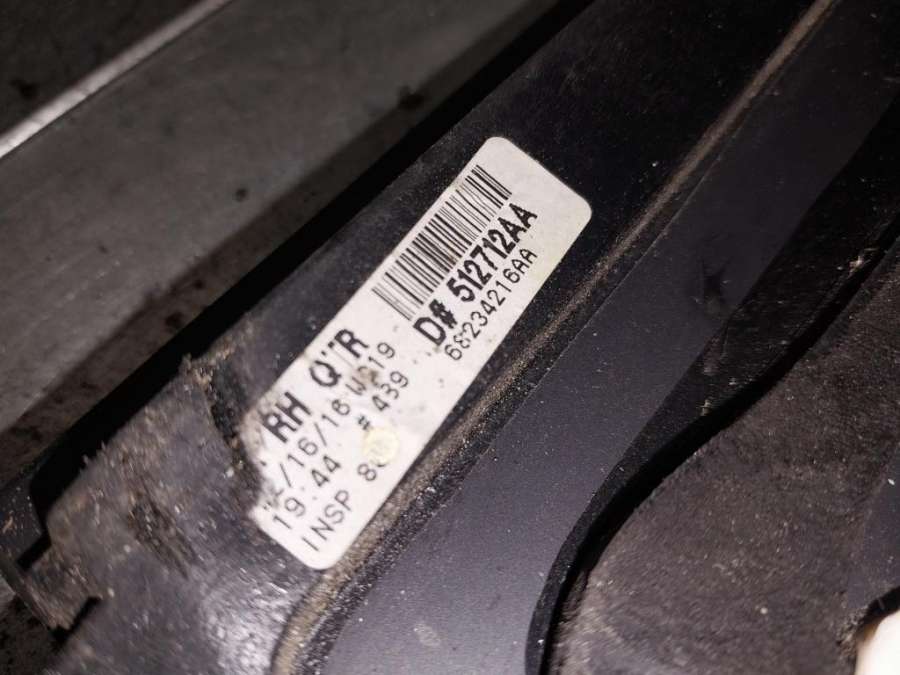 D# 512712AA
68234216AA
RH Q
/16/16
# 439
19:44
INSP